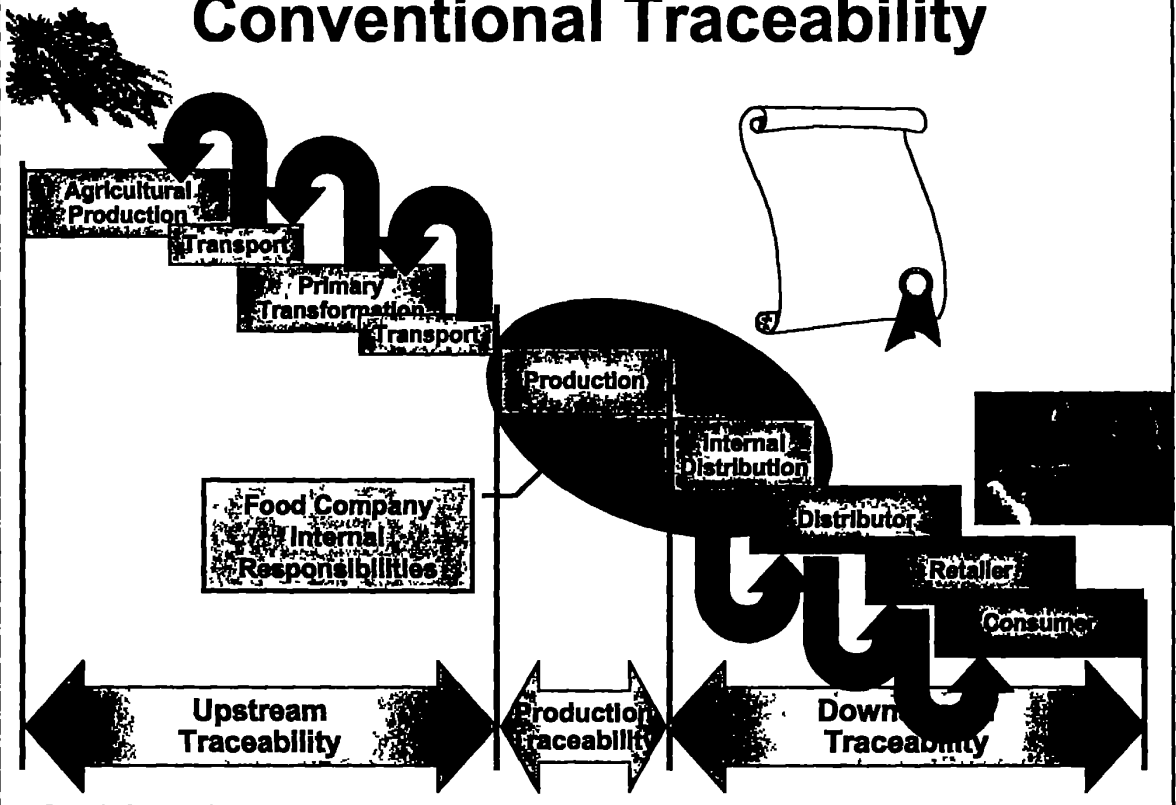 Conventional Traceability
Agricultural
Production
Transport
Primary
Transformation
Transport
Production
Internal
Distribution
Food Company
Internal
Responsibilities
Distributor
Retailer
Consumer
Upstream
Traceability
Production
Traceability
Traceability